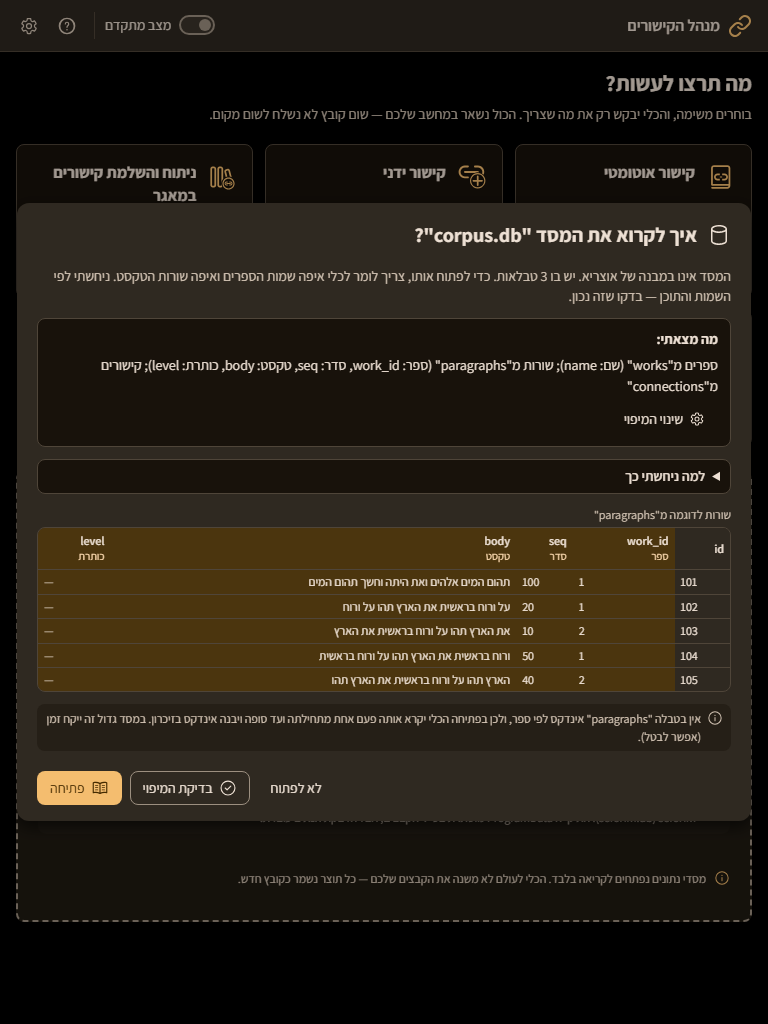 מנהל הקישורים
מצב מתקדם
מה תרצו לעשות?
בוחרים משימה, והכלי יבקש רק את מה שצריך. הכול נשאר במחשב שלכם — שום קובץ לא נשלח לשום מקום.
קישור אוטומטי
קישור ידני
ניתוח והשלמת קישורים
במאגר
איך לקרוא את המסד "corpus.db"?
המסד אינו במבנה של אוצריא. יש בו 3 טבלאות. כדי לפתוח אותו, צריך לומר לכלי איפה שמות הספרים ואיפה שורות הטקסט. ניחשתי לפי
השמות והתוכן — בדקו שזה נכון.
מה מצאתי:
ספרים מ"works" (שם: name); שורות מ"paragraphs" (ספר: work_id, סדר: seq, טקסט: body, כותרת: level); קישורים
מ"connections"
שינוי המיפוי
למה ניחשתי כך
שורות לדוגמה מ"paragraphs"
id work_id seq body level
ספר סדר טקסט כותרת
101 1 100 תהום המים אלהים ואת היתה וחשך תהום המים —
102 1 20 על ורוח בראשית את הארץ תהו על ורוח —
103 2 10 את הארץ תהו על ורוח בראשית את הארץ —
104 1 50 ורוח בראשית את הארץ תהו על ורוח בראשית —
105 2 40 הארץ תהו על ורוח בראשית את הארץ תהו —
אין בטבלה "paragraphs" אינדקס לפי ספר, ולכן בפתיחה הכלי יקרא אותה פעם אחת מתחילתה ועד סופה ויבנה אינדקס בזיכרון. במסד גדול זה ייקח זמן
(אפשר לבטל).
לא לפתוח
בדיקת המיפוי
פתיחה
מסדי נתונים נפתחים לקריאה בלבד. הכלי לעולם לא משנה את הקבצים שלכם — כל תוצר נשמר כקובץ חדש.